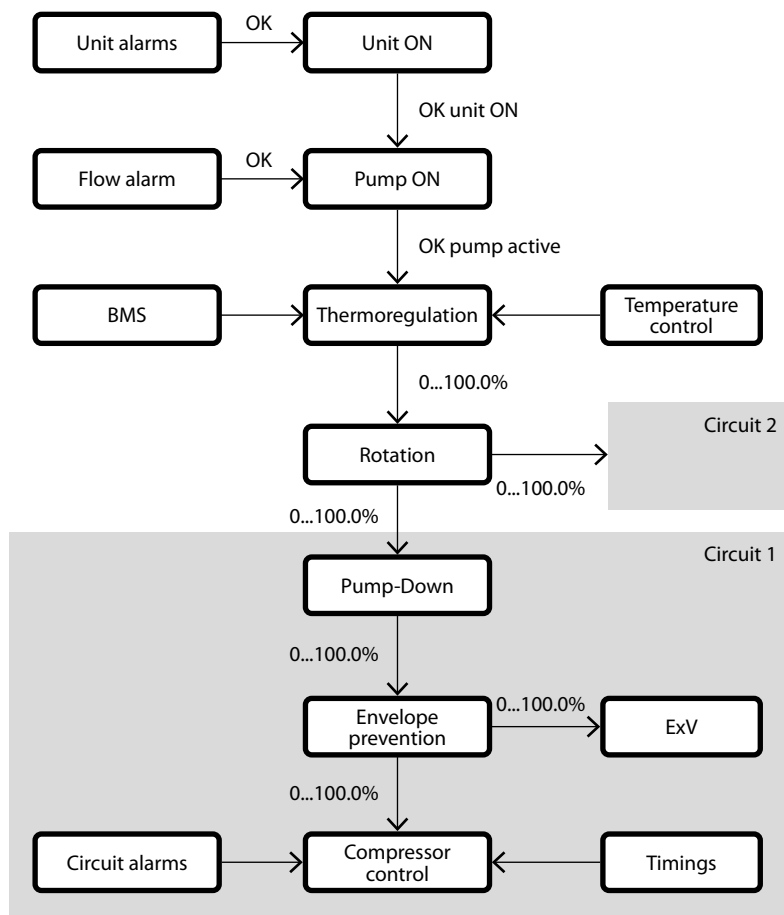 Unit alarms
OK
Unit ON
OK unit ON
Flow alarm
OK
Pump ON
OK pump active
BMS
Thermoregulation
Temperature
control
0...100.0%
Circuit 2
Rotation
0...100.0%
0...100.0%
Circuit 1
Pump-Down
0...100.0%
Envelope
prevention
0...100.0%
ExV
0...100.0%
Circuit alarms
Compressor
control
Timings